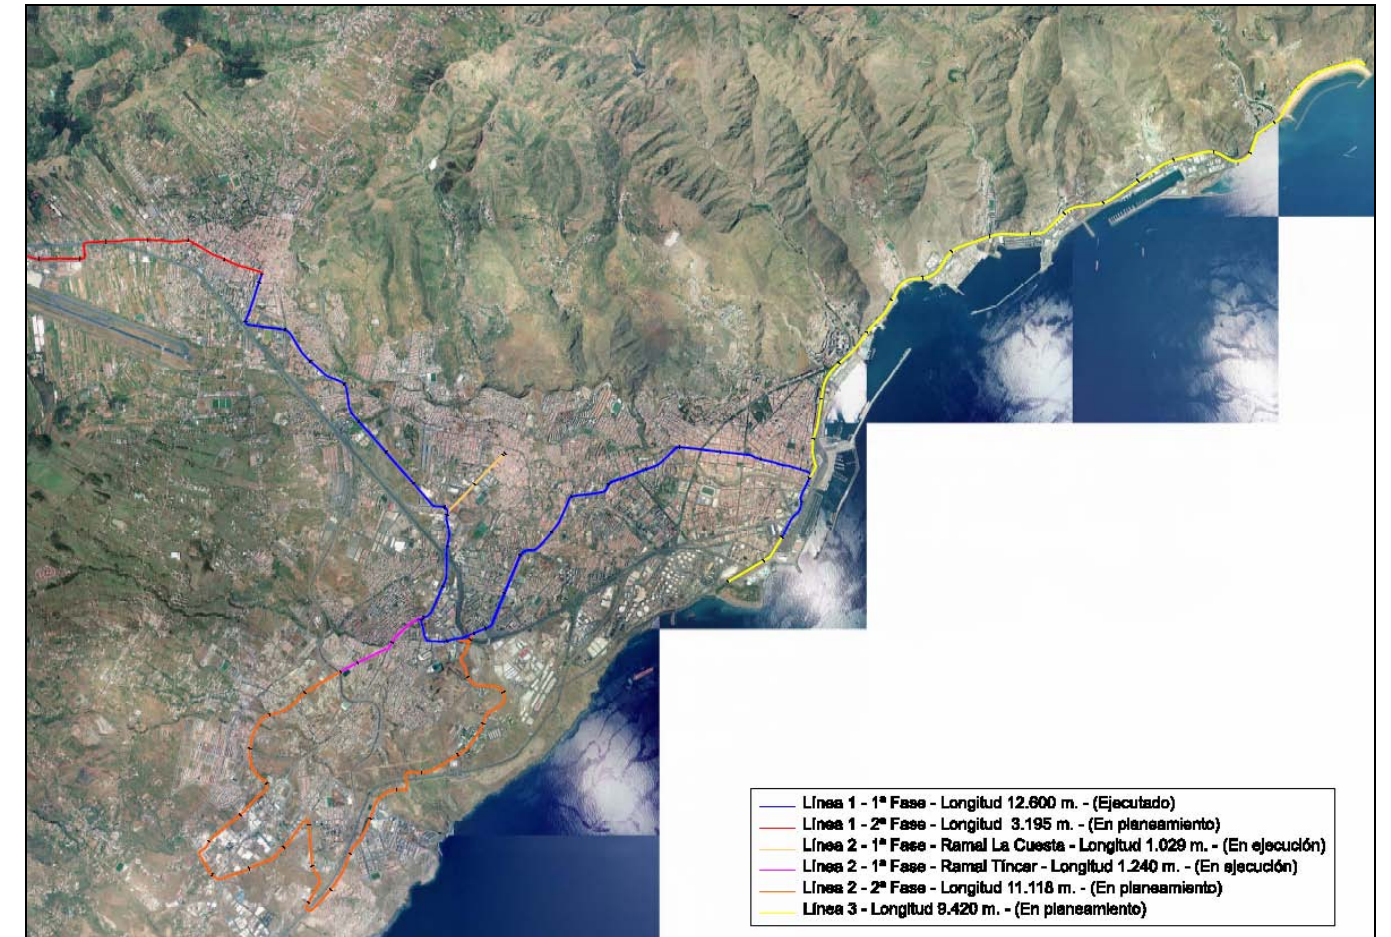 Línea 1 - 1ª Fase - Longitud 12.600 m. - (Ejecutado)
Línea 1 - 2ª Fase - Longitud 3.195 m. - (En planeamiento)
Línea 2 - 1ª Fase - Ramal La Cuesta - Longitud 1.029 m. - (En ejecución)
Línea 2 - 1ª Fase - Ramal Tíncer - Longitud 1.240 m. - (En ejecución)
Línea 2 - 2ª Fase - Longitud 11.118 m. - (En planeamiento)
Línea 3 - Longitud 9.420 m. - (En planeamiento)